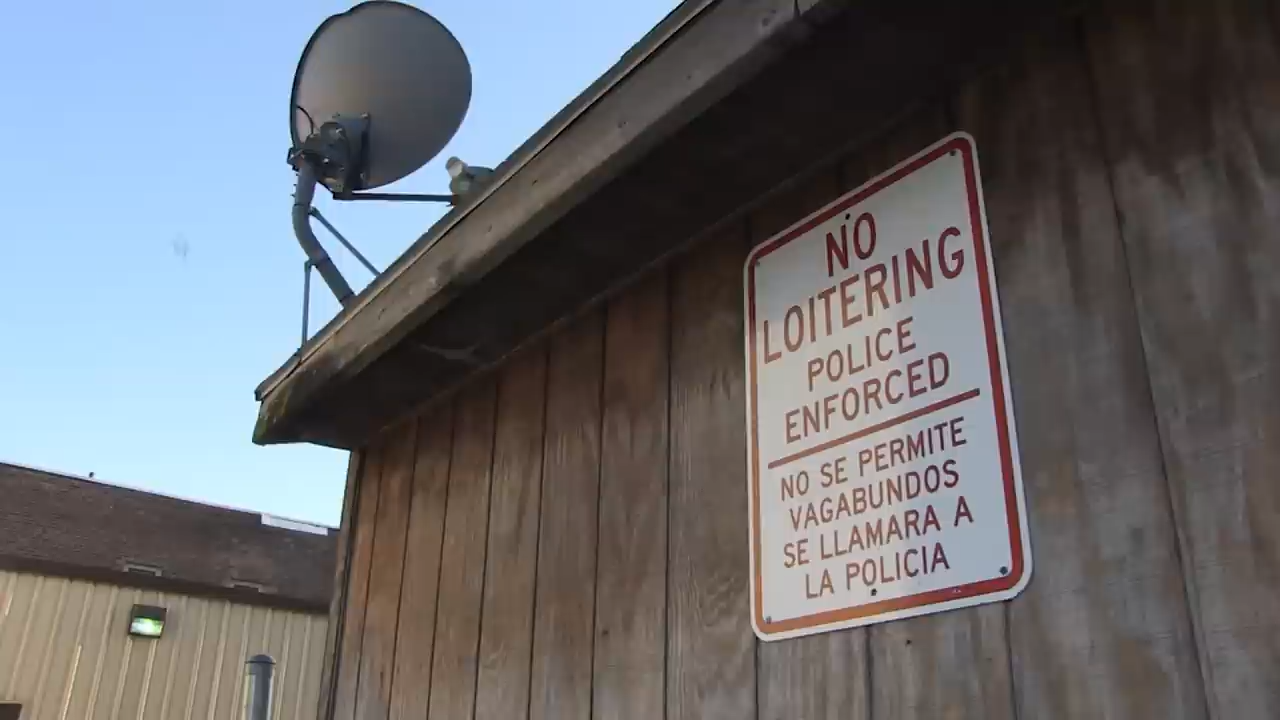 NO
LOITERING
POLICE
ENFORCED
NO SE PERMITE
VAGABUNDOS
SE LLAMARA A
LA POLICIA